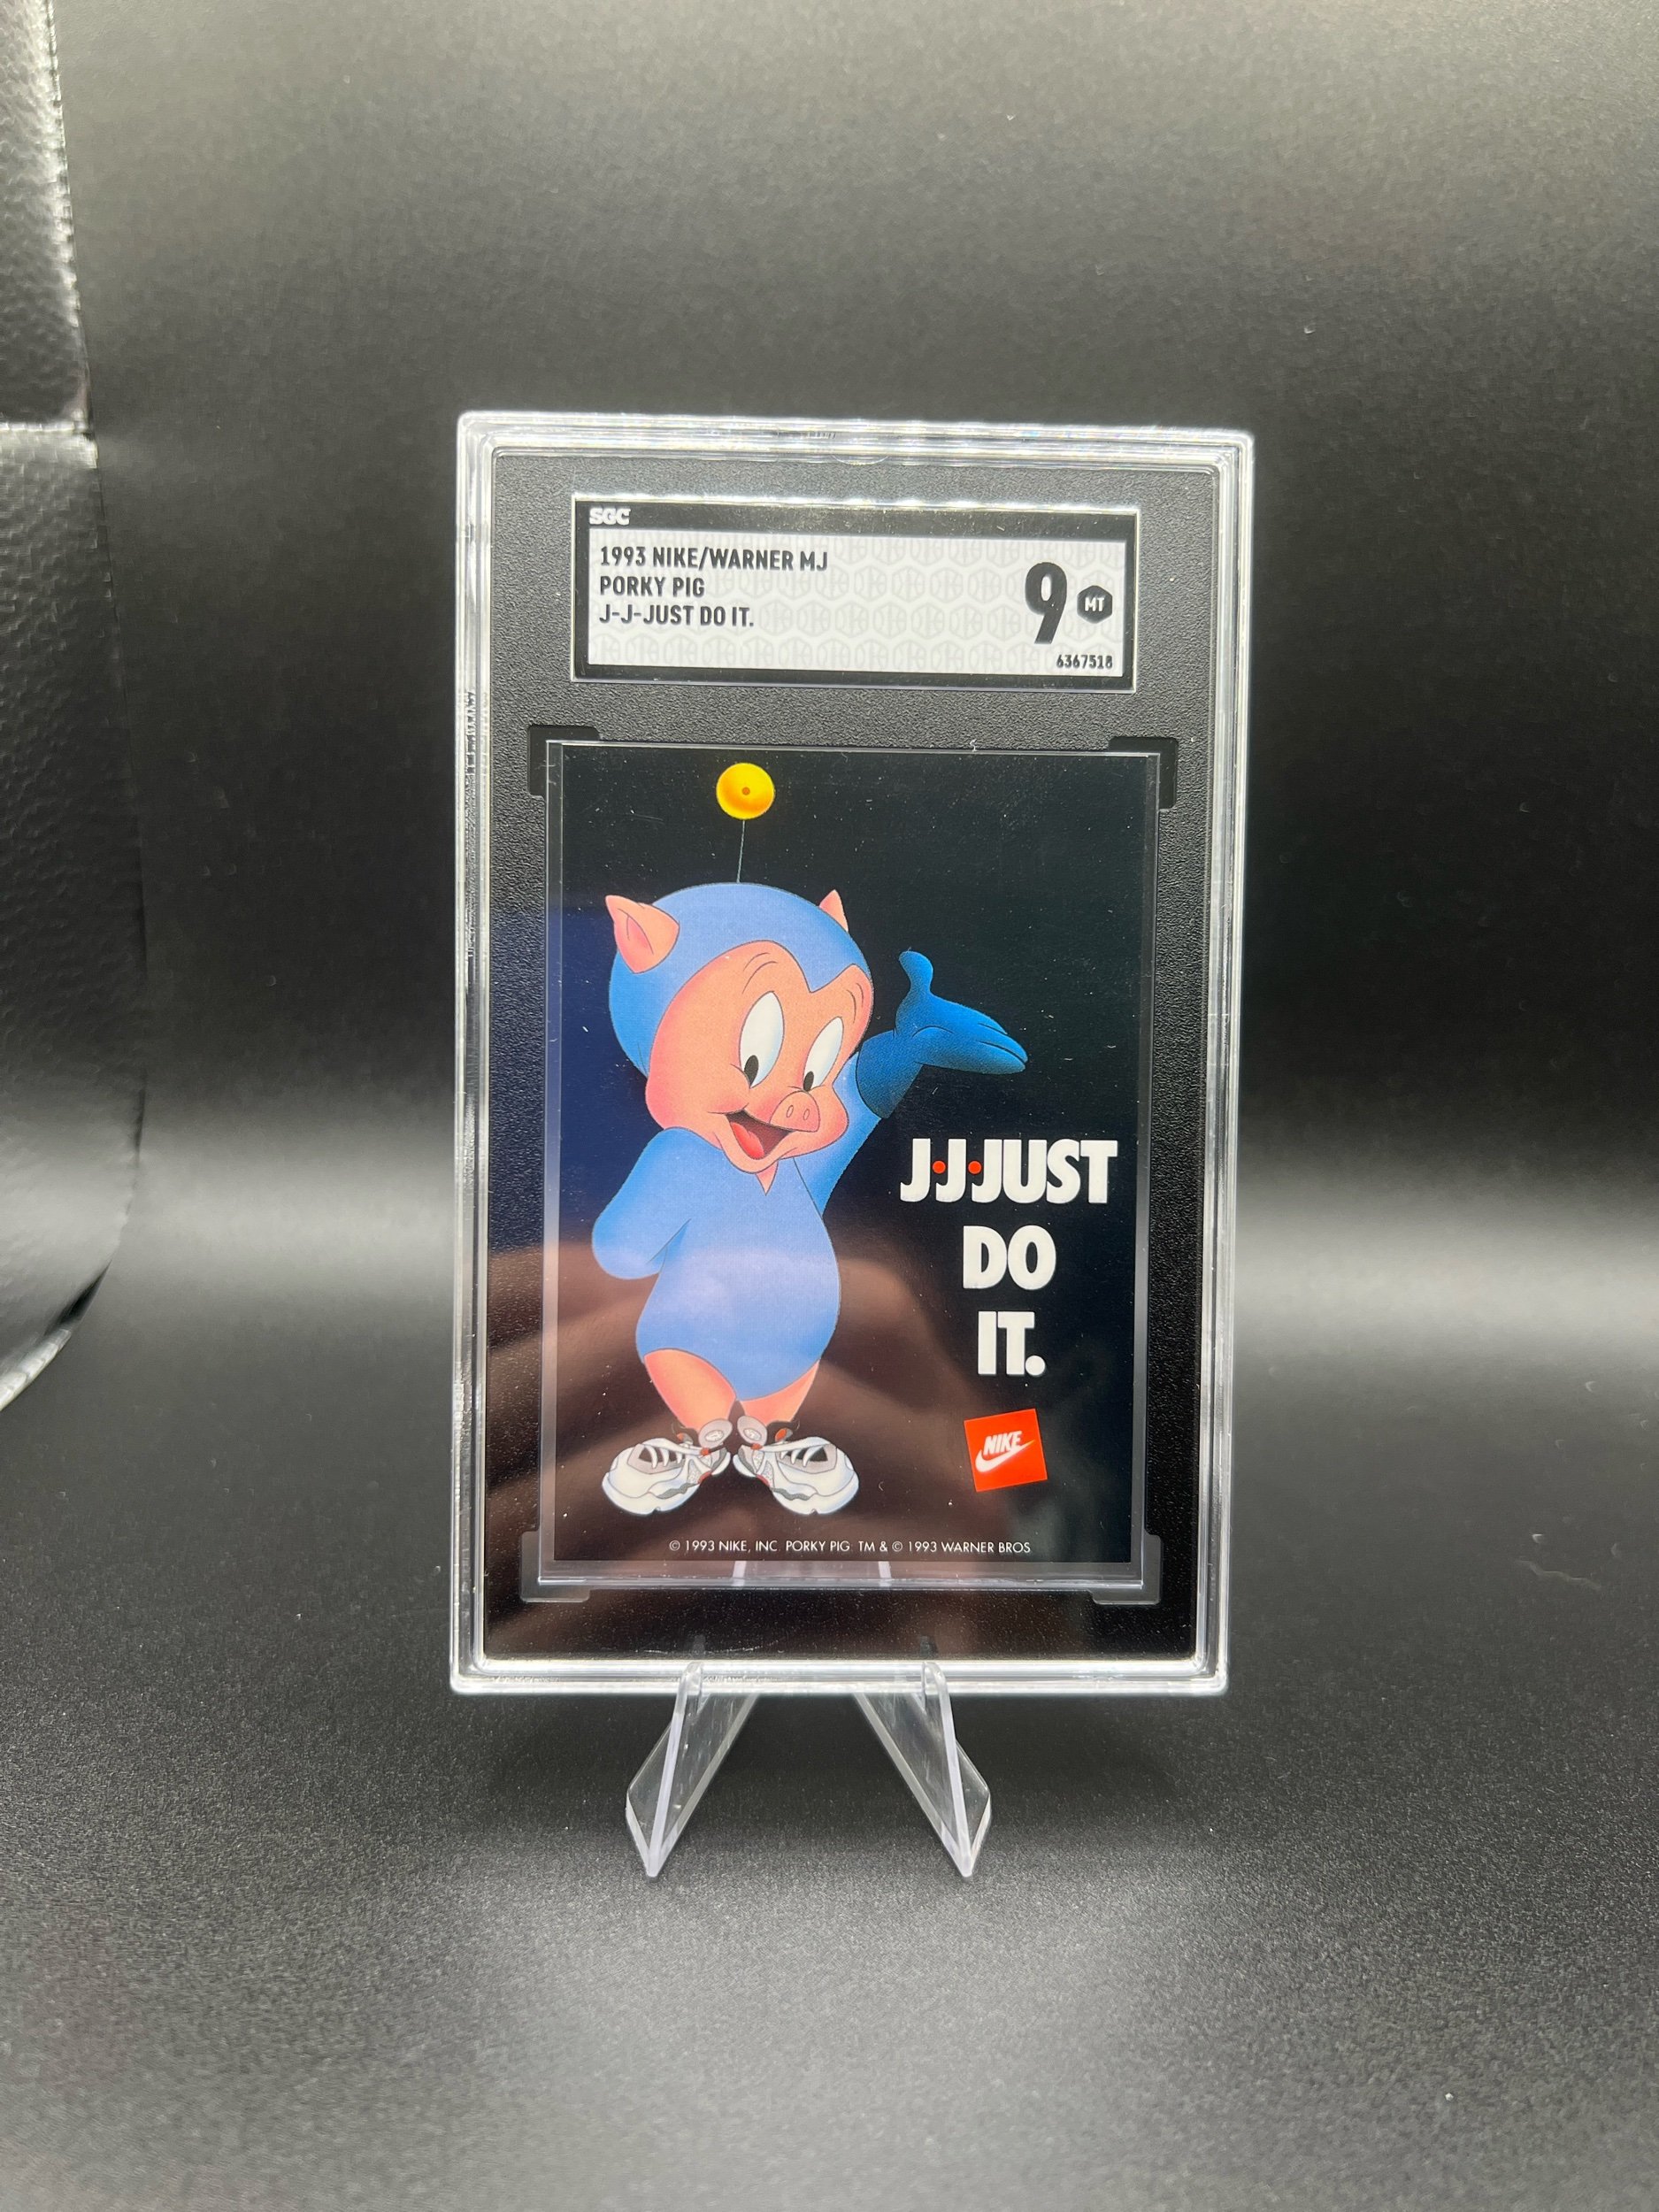 SGC
1993 NIKE/WARNER MJ
PORKY PIG
J-J-JUST DO IT.
9 MT
6367518
J·J·JUST
DO
IT.
NIKE
© 1993 NIKE, INC. PORKY PIG: TM & © 1993 WARNER BROS